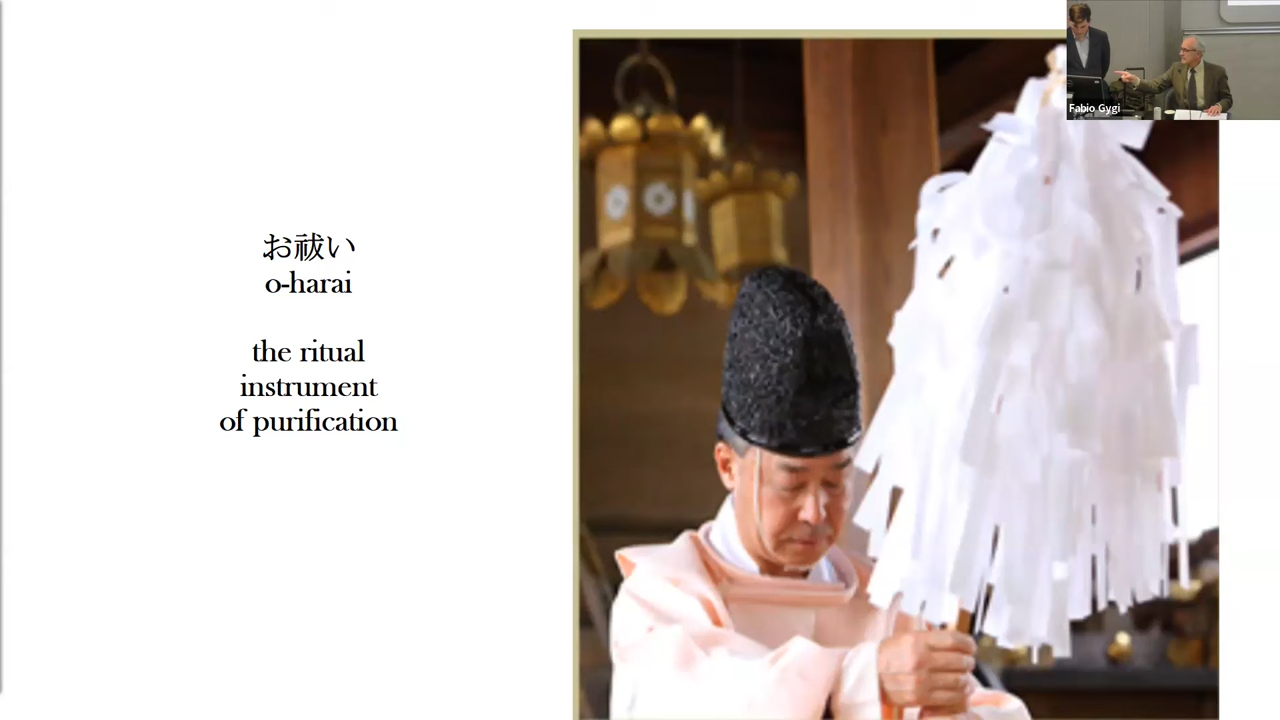 お祓い
o-harai
the ritual
instrument
of purification
Fabio Gygi